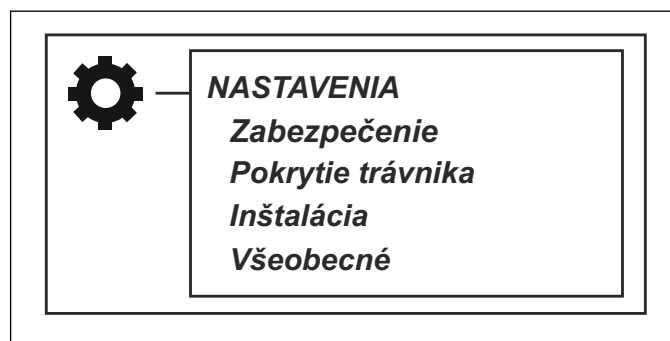 NASTAVENIA
Zabezpečenie
Pokrytie trávnika
Inštalácia
Všeobecné